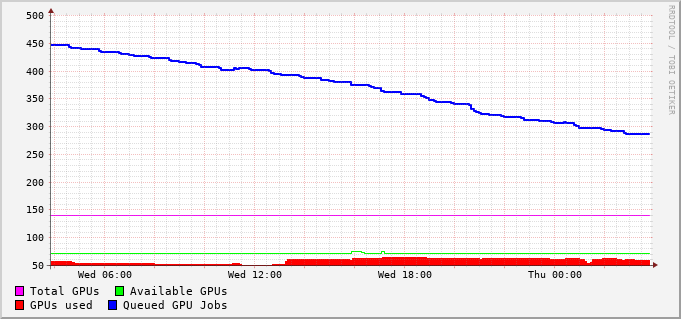 500
450
400
350
300
250
200
150
100
50
Wed 06:00 Wed 12:00 Wed 18:00 Thu 00:00
Total GPUs Available GPUs
GPUs used Queued GPU Jobs
RRDTOOL / TOBI OETIKER